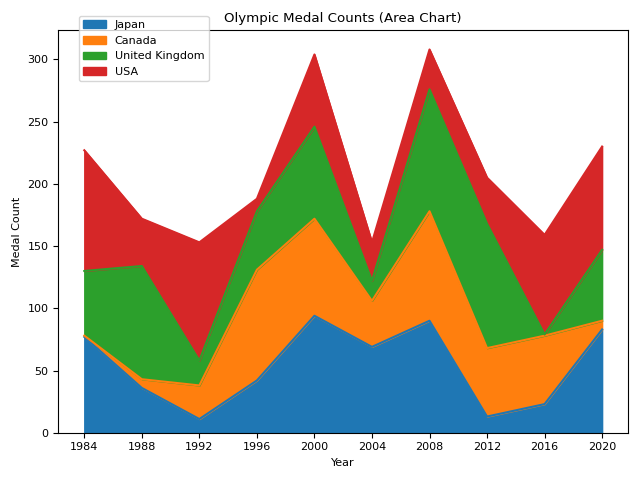 Olympic Medal Counts (Area Chart)
Japan
Canada
United Kingdom
USA
Medal Count
300
250
200
150
100
50
0
1984 1988 1992 1996 2000 2004 2008 2012 2016 2020
Year